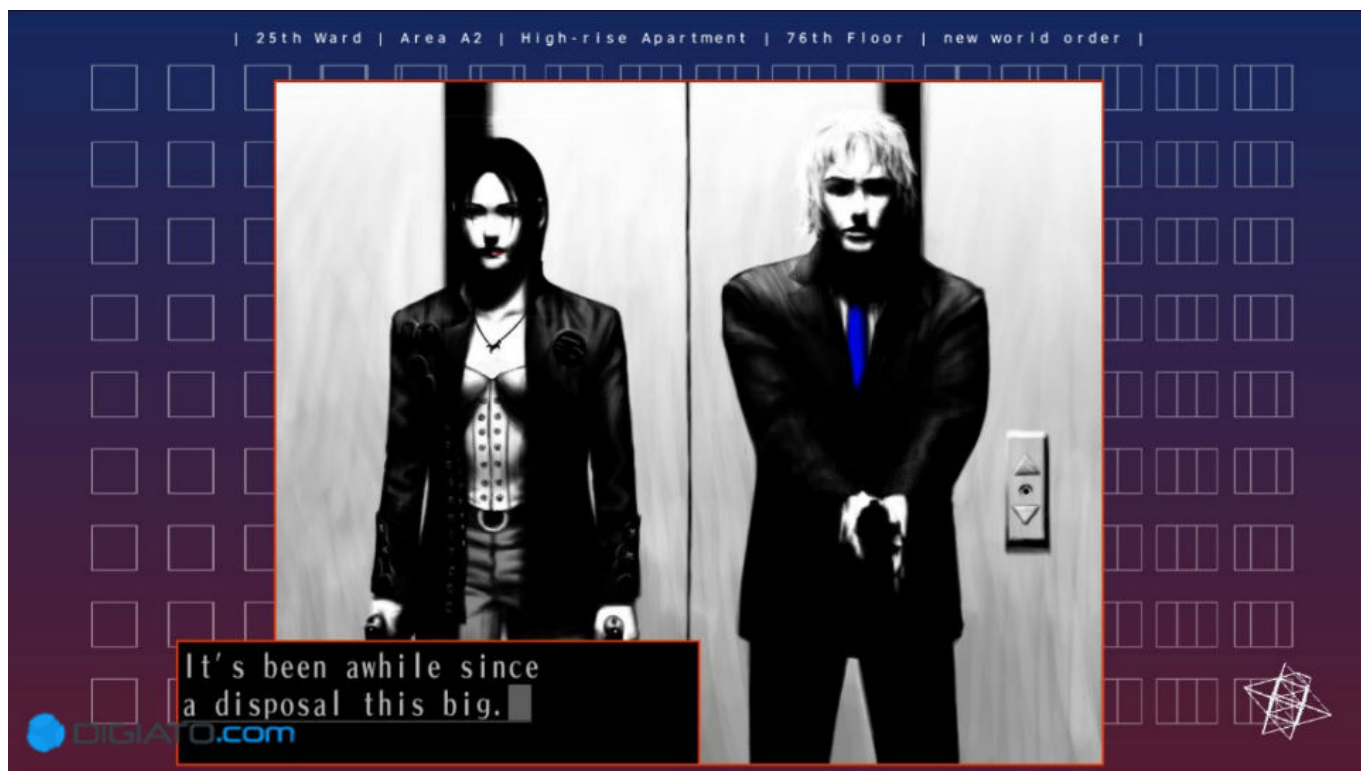 | 25th Ward | Area A2 | High-rise Apartment | 76th Floor | new world order |
It's been awhile since
a disposal this big.
DIGIATO.com